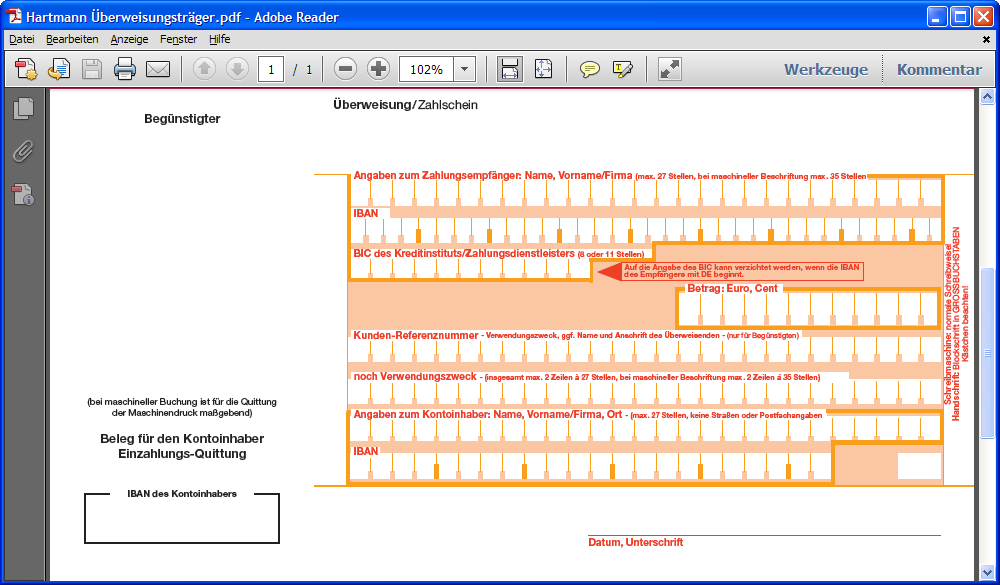 Hartmann Überweisungsträger.pdf - Adobe Reader
Datei Bearbeiten Anzeige Fenster Hilfe
1 / 1 102% Werkzeuge Kommentar
Überweisung/Zahlschein
Begünstigter
Angaben zum Zahlungsempfänger: Name, Vorname/Firma (max. 27 Stellen, bei maschineller Beschriftung max. 35 Stellen
IBAN
BIC des Kreditinstituts/Zahlungsdienstleisters (8 oder 11 Stellen)
Auf die Angabe des BIC kann verzichtet werden, wenn die IBAN
des Empfängers mit DE beginnt.
Betrag: Euro, Cent
Kunden-Referenznummer - Verwendungszweck, ggf. Name und Anschrift des Überweisenden - (nur für Begünstigten)
noch Verwendungszweck - (insgesamt max. 2 Zeilen à 27 Stellen, bei maschineller Beschriftung max. 2 Zeilen à 35 Stellen)
Angaben zum Kontoinhaber: Name, Vorname/Firma, Ort - (max. 27 Stellen, keine Straßen oder Postfachangaben
IBAN
Schreibmaschine: normale Schreibweise!
Handschrift: Blockschrift in GROSSBUCHSTABEN
Kästchen beachten!
(bei maschineller Buchung ist für die Quittung
der Maschinendruck maßgebend)
Beleg für den Kontoinhaber
Einzahlungs-Quittung
IBAN des Kontoinhabers
Datum, Unterschrift